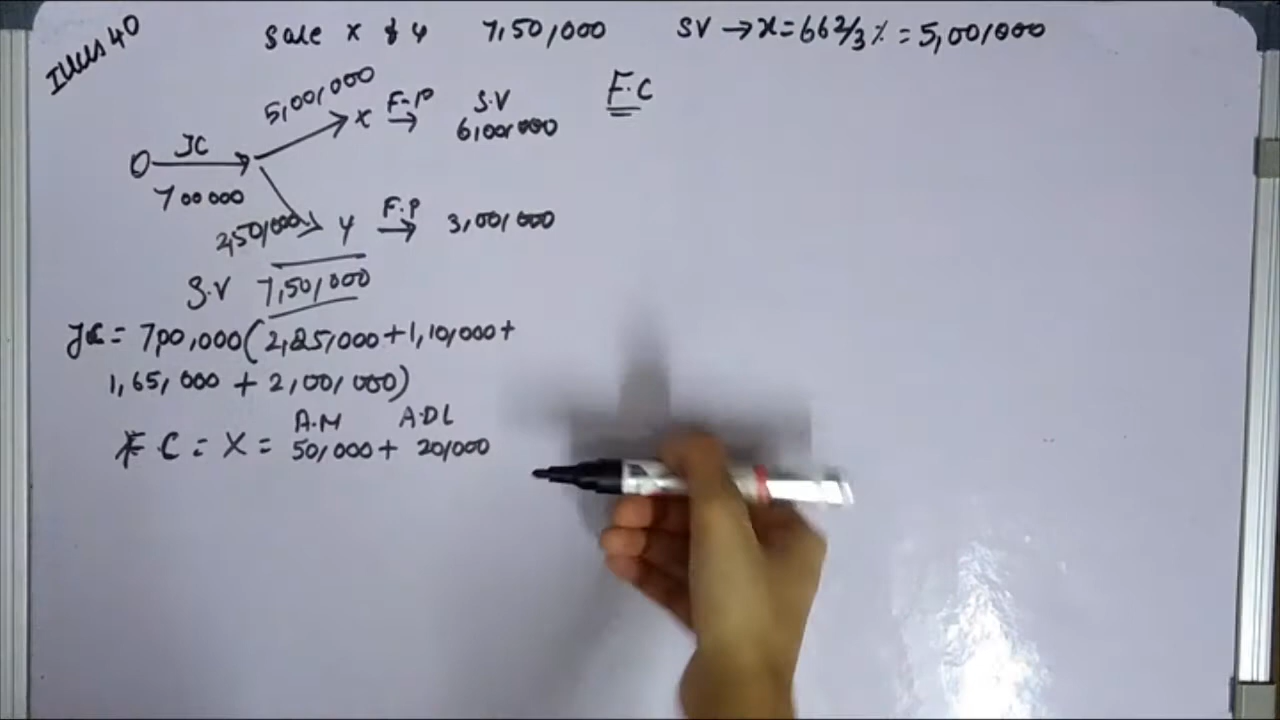 Illus 40
Sale x & y 7,50,000 SV → x = 66 2/3 % = 5,00,000
5,00,000 x F-P → S.V F.C
6,00,000
O JC
700000
2,50,000 y F.P → 3,00,000
S.V 7,50,000
JC = 700,000 (2,25,000 + 1,10,000 +
1,65,000 + 2,00,000)
A.M A.DL
F C = X = 50,000 + 20,000